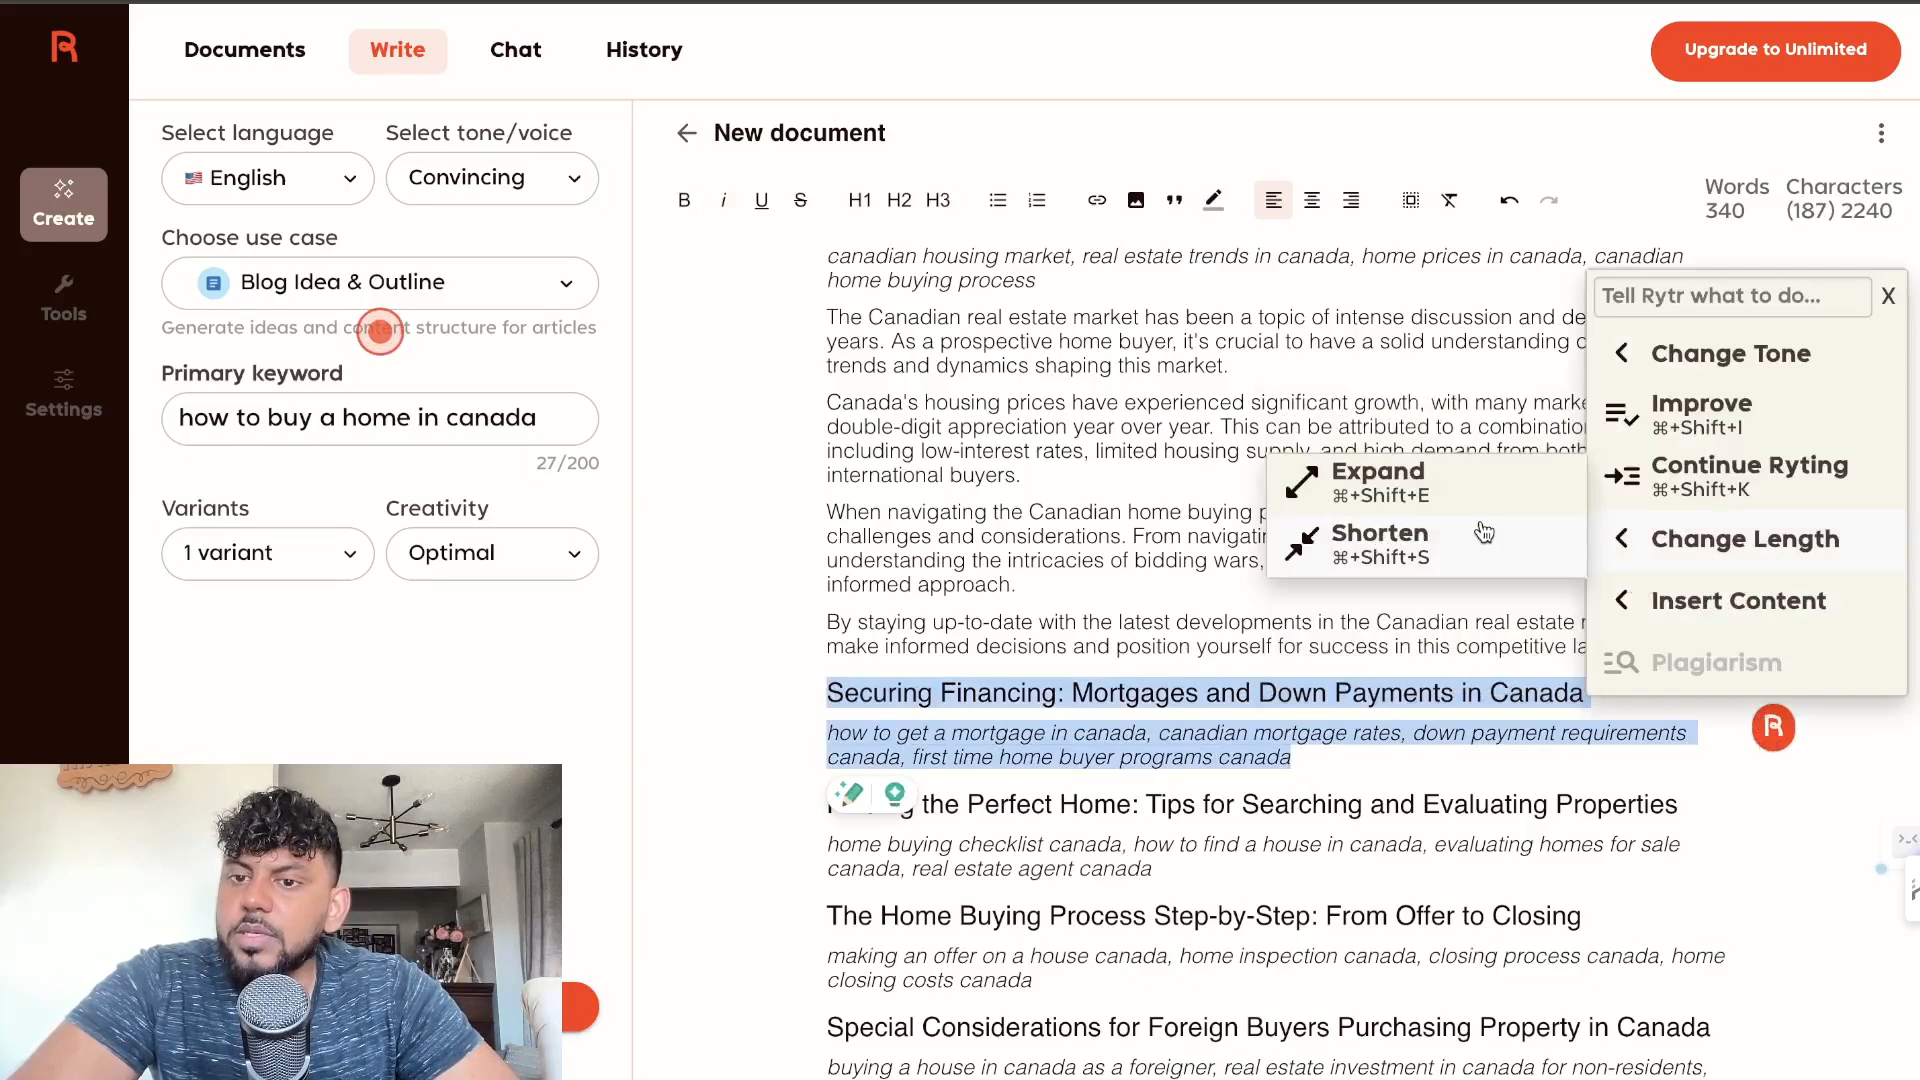 Documents
Write
Chat
History
Upgrade to Unlimited
Create
Tools
Settings
Select language
Select tone/voice
English
Convincing
Choose use case
Blog Idea & Outline
Generate ideas and content structure for articles
Primary keyword
how to buy a home in canada
27/200
Variants
Creativity
1 variant
Optimal
New document
B i U S H1 H2 H3
Words
340
Characters
(187) 2240
canadian housing market, real estate trends in canada, home prices in canada, canadian
home buying process
The Canadian real estate market has been a topic of intense discussion and
years. As a prospective home buyer, it's crucial to have a solid understanding
trends and dynamics shaping this market.
Canada's housing prices have experienced significant growth, with many
double-digit appreciation year over year. This can be attributed to a
including low-interest rates, limited housing supply, and high demand from both
international buyers.
When navigating the Canadian home buying
challenges and considerations. From
understanding the intricacies of bidding wars,
informed approach.
By staying up-to-date with the latest developments in the Canadian real estate
make informed decisions and position yourself for success in this competitive
Securing Financing: Mortgages and Down Payments in Canada
how to get a mortgage in canada, canadian mortgage rates, down payment requirements
canada, first time home buyer programs canada
the Perfect Home: Tips for Searching and Evaluating Properties
home buying checklist canada, how to find a house in canada, evaluating homes for sale
canada, real estate agent canada
The Home Buying Process Step-by-Step: From Offer to Closing
making an offer on a house canada, home inspection canada, closing process canada, home
closing costs canada
Special Considerations for Foreign Buyers Purchasing Property in Canada
buying a house in canada as a foreigner, real estate investment in canada for non-residents,
Tell Rytr what to do...
X
Change Tone
Improve
⌘+Shift+I
Continue Ryting
⌘+Shift+K
Change Length
Insert Content
Plagiarism
Expand
⌘+Shift+E
Shorten
⌘+Shift+S